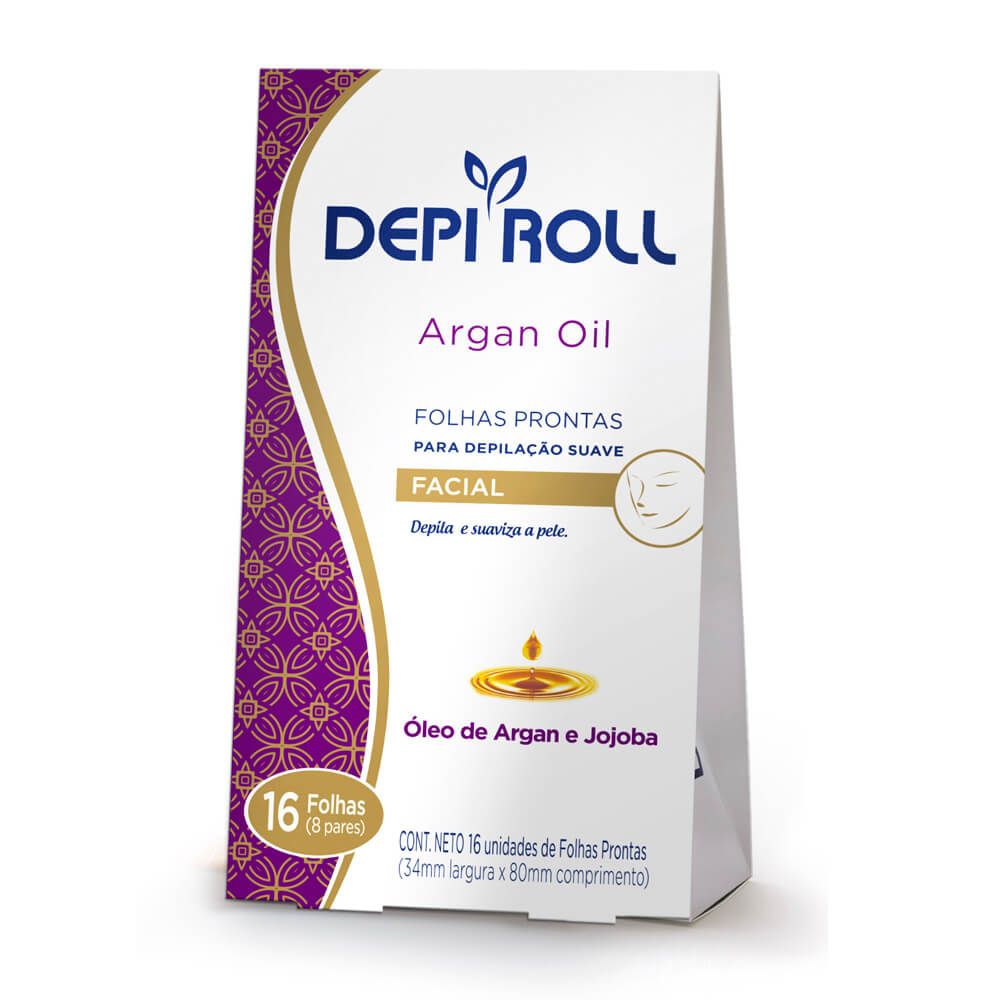 DEPI ROLL
Argan Oil
FOLHAS PRONTAS
PARA DEPILAÇÃO SUAVE
FACIAL
Depila e suaviza a pele.
Óleo de Argan e Jojoba
16 Folhas
(8 pares)
CONT. NETO 16 unidades de Folhas Prontas
(34mm largura x 80mm comprimento)